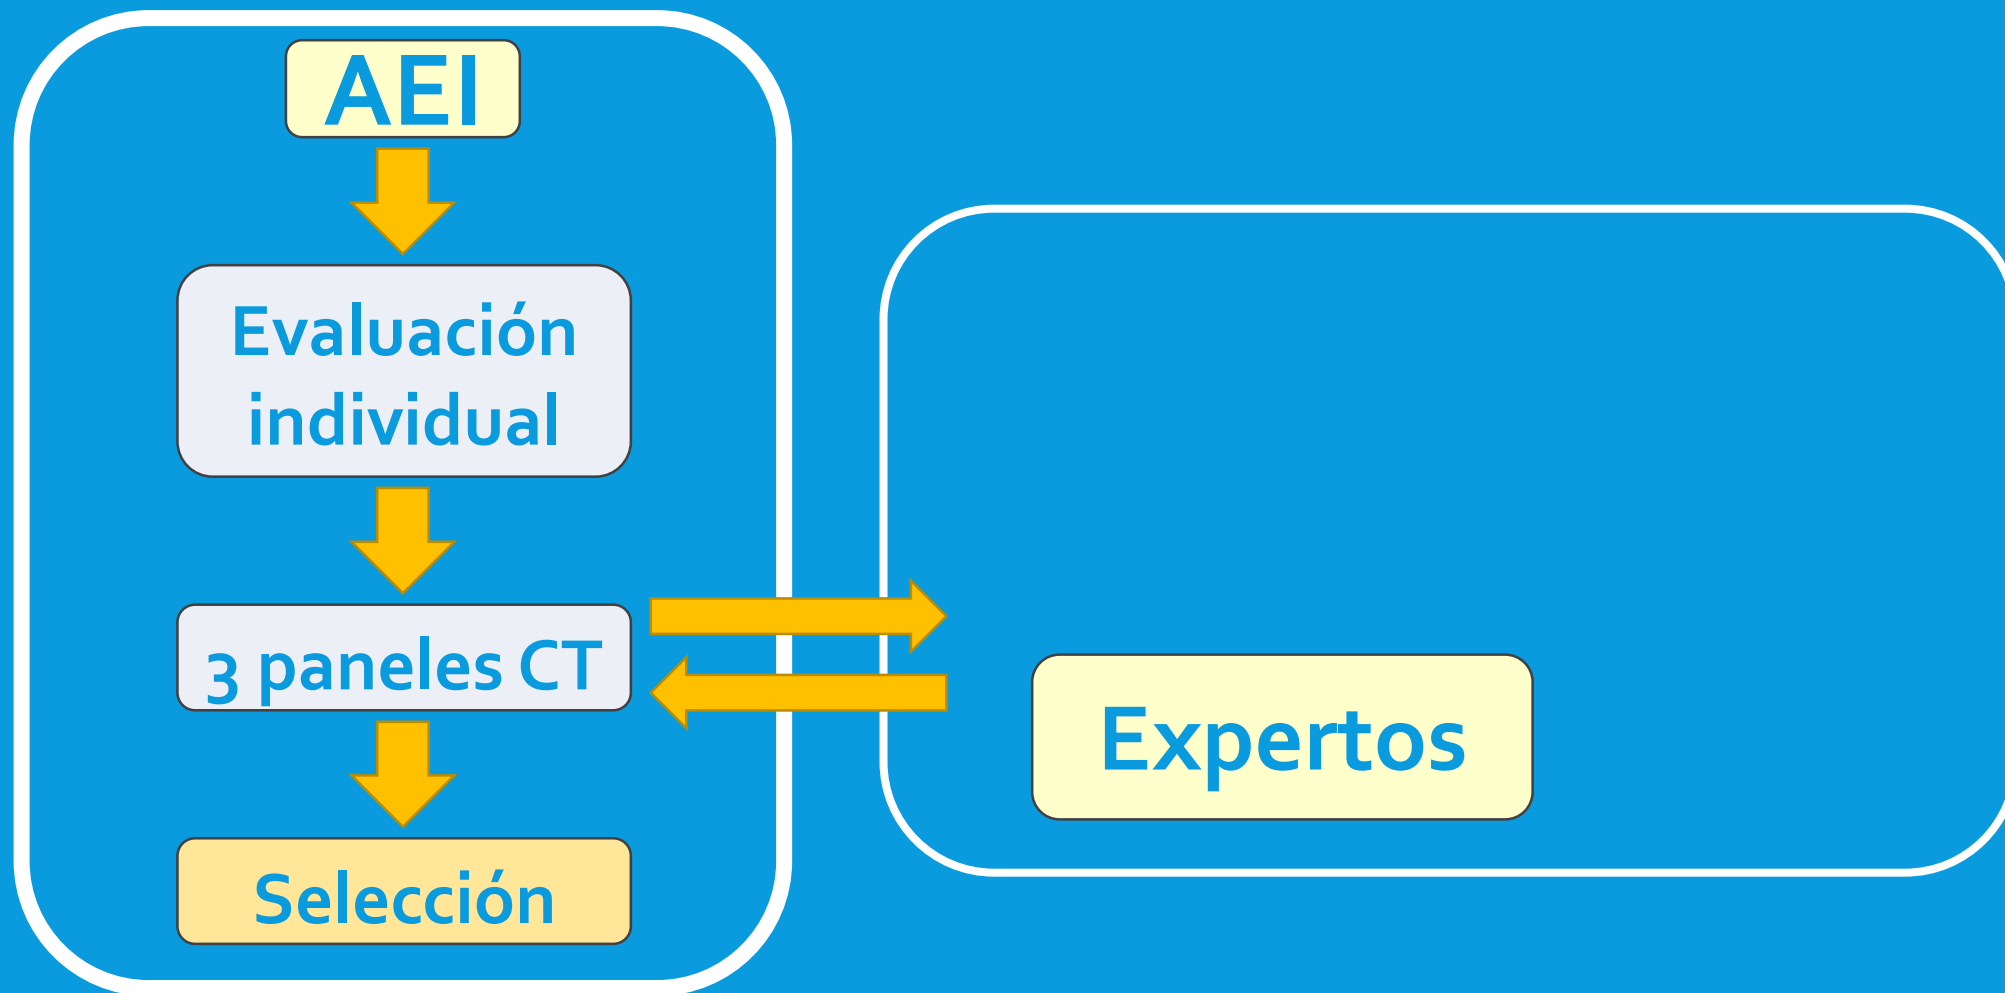 AEI
Evaluación
individual
3 paneles CT
Selección
Expertos